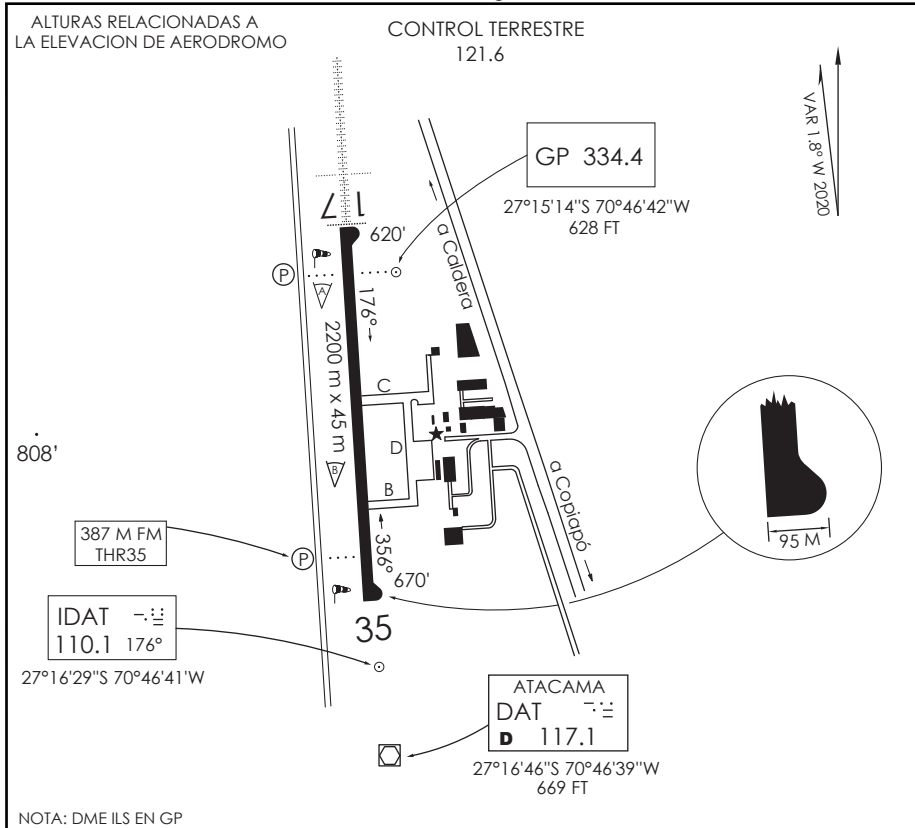 ALTURAS RELACIONADAS A
LA ELEVACION DE AERODROMO
CONTROL TERRESTRE
121.6
VAR 1.8° W 2020
GP 334.4
27°15'14"S 70°46'42"W
628 FT
17
620'
a Caldera
P
A
176°
2200 m x 45 m
C
D
B
B
808'
a Copiapó
95 M
387 M FM
THR35
P
356°
670'
35
IDAT
110.1 176°
27°16'29"S 70°46'41"W
ATACAMA
DAT
D 117.1
27°16'46"S 70°46'39"W
669 FT
NOTA: DME ILS EN GP